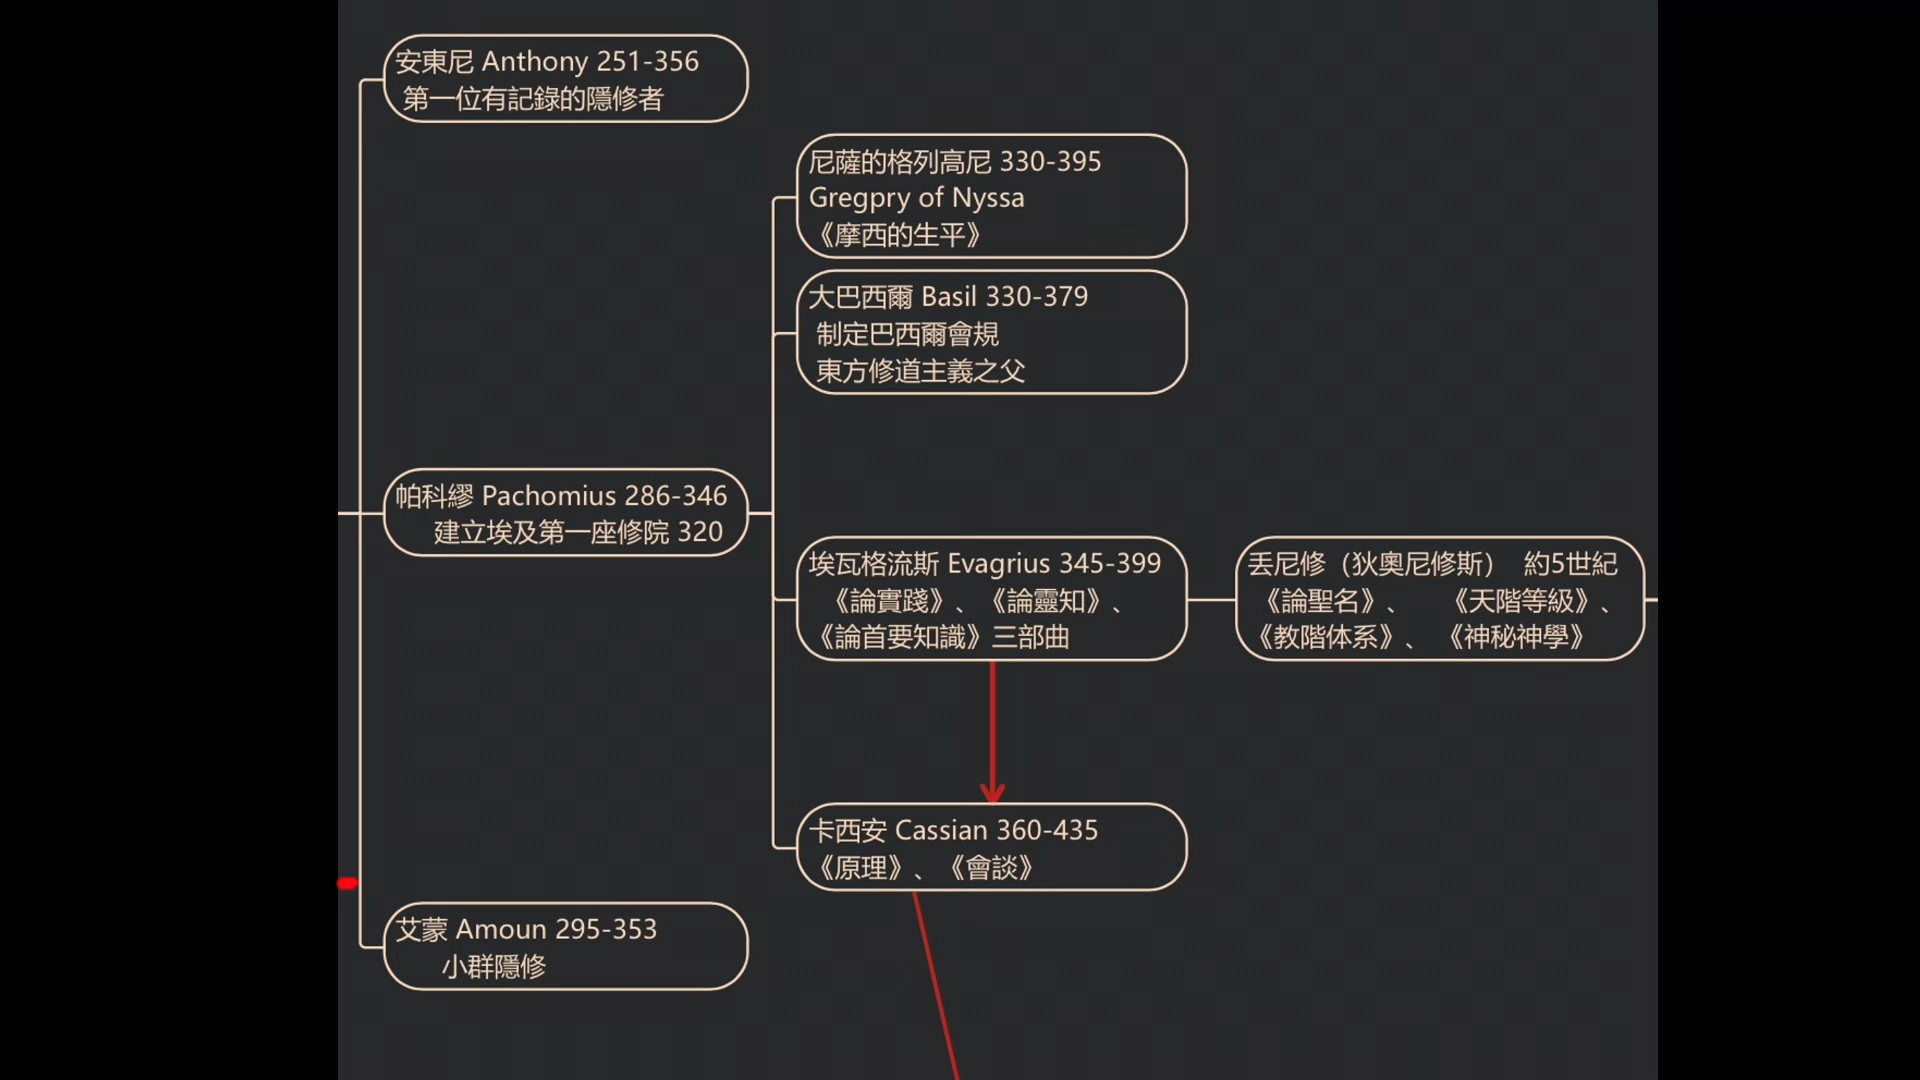 安東尼 Anthony 251-356
第一位有記錄的隱修者
尼薩的格列高尼 330-395
Gregpry of Nyssa
《摩西的生平》
大巴西爾 Basil 330-379
制定巴西爾會規
東方修道主義之父
帕科繆 Pachomius 286-346
建立埃及第一座修院 320
埃瓦格流斯 Evagrius 345-399
《論實踐》、《論靈知》、
《論首要知識》三部曲
丟尼修（狄奧尼修斯） 約5世紀
《論聖名》、 《天階等級》、
《教階体系》、 《神秘神學》
卡西安 Cassian 360-435
《原理》、《會談》
艾蒙 Amoun 295-353
小群隱修